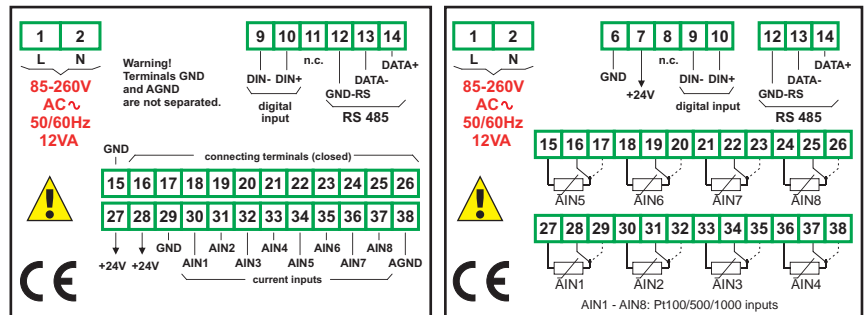 1 2
L N
85-260V
AC∿
50/60Hz
12VA
Warning!
Terminals GND
and AGND
are not separated.
9 10 11 12 13 14
n.c.
DIN- DIN+
digital
input
DATA+
DATA-
GND-RS
RS 485
GND
connecting terminals (closed)
15 16 17 18 19 20 21 22 23 24 25 26
27 28 29 30 31 32 33 34 35 36 37 38
+24V +24V GND AIN1 AIN2 AIN3 AIN4 AIN5 AIN6 AIN7 AIN8 AGND
current inputs
CE
1 2
L N
85-260V
AC∿
50/60Hz
12VA
6 7 8 9 10
GND
+24V
n.c.
DIN- DIN+
digital input
12 13 14
DATA+
DATA-
GND-RS
RS 485
15 16 17 18 19 20 21 22 23 24 25 26
AIN5 AIN6 AIN7 AIN8
27 28 29 30 31 32 33 34 35 36 37 38
AIN1 AIN2 AIN3 AIN4
AIN1 - AIN8: Pt100/500/1000 inputs
CE